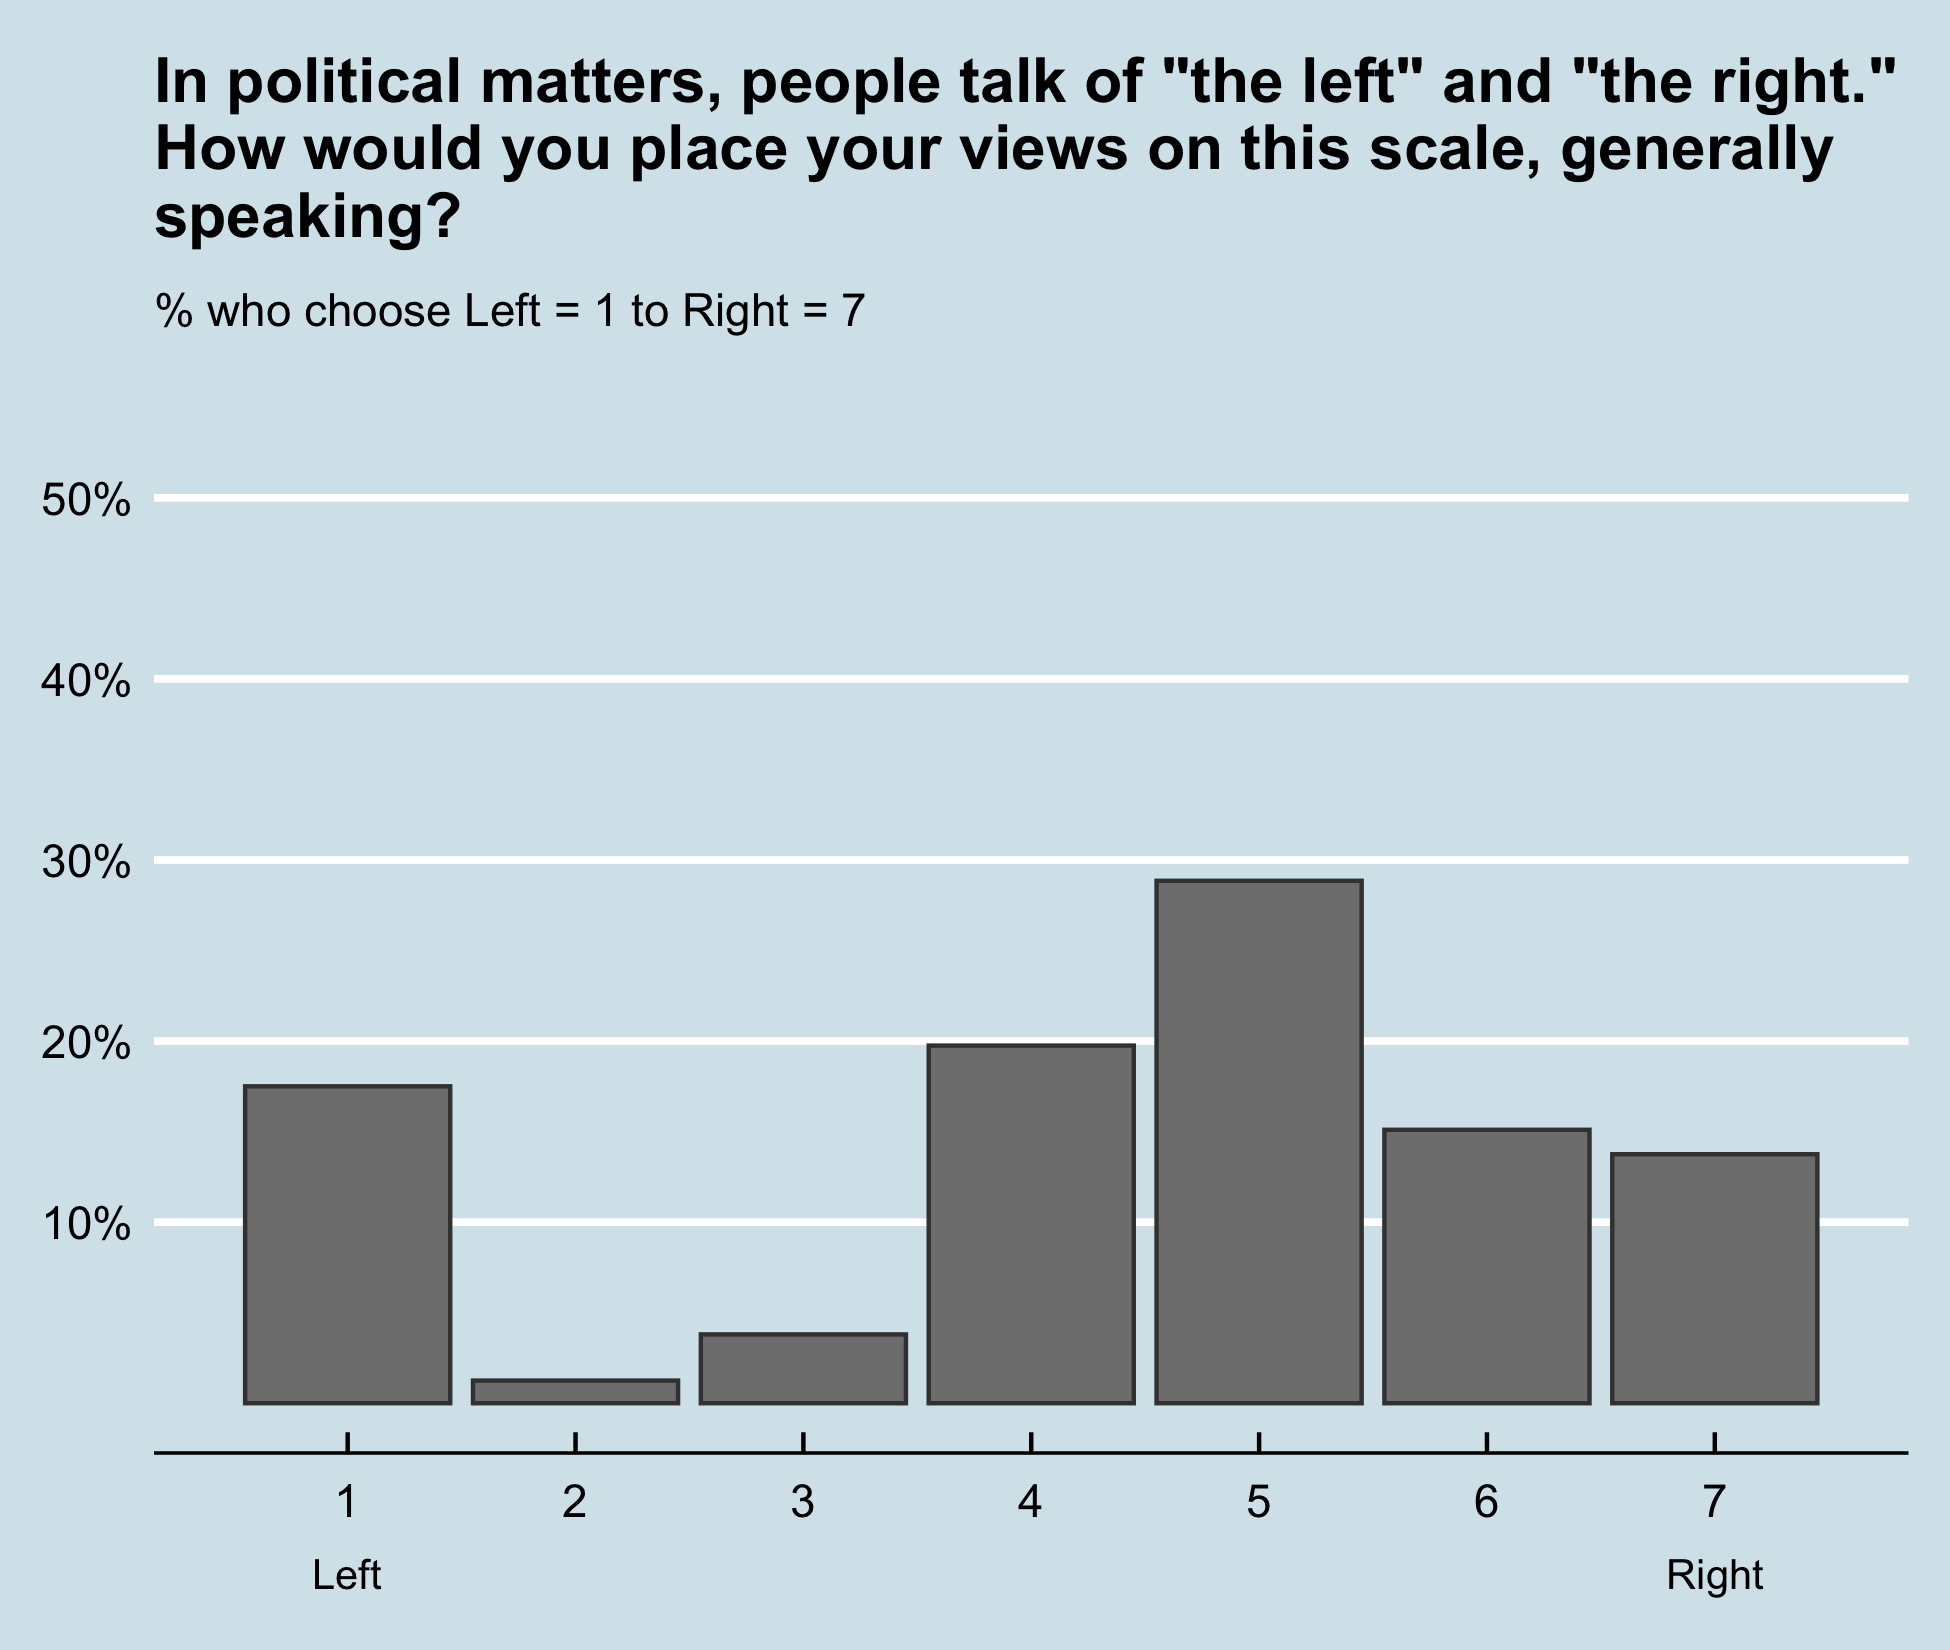 In political matters, people talk of "the left" and "the right."
How would you place your views on this scale, generally
speaking?
% who choose Left = 1 to Right = 7
50%
40%
30%
20%
10%
1 2 3 4 5 6 7
Left Right